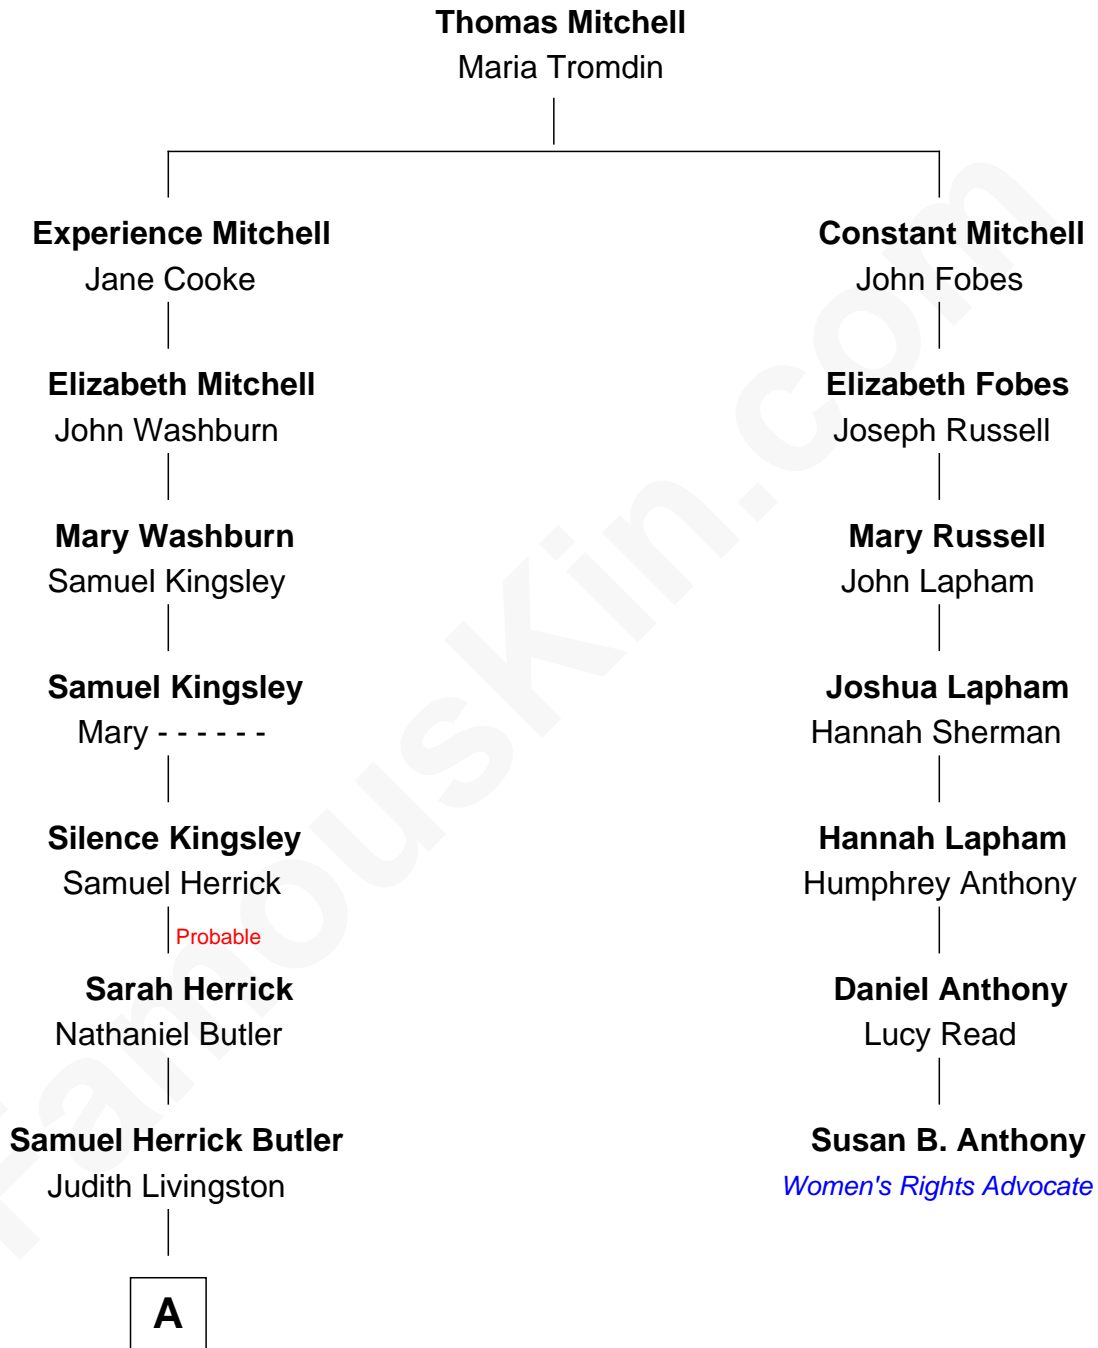 Thomas Mitchell
Maria Tromdin
Experience Mitchell
Jane Cooke
Elizabeth Mitchell
John Washburn
Mary Washburn
Samuel Kingsley
Samuel Kingsley
Mary - - - - - -
Silence Kingsley
Samuel Herrick
Probable
Sarah Herrick
Nathaniel Butler
Samuel Herrick Butler
Judith Livingston
A
Constant Mitchell
John Fobes
Elizabeth Fobes
Joseph Russell
Mary Russell
John Lapham
Joshua Lapham
Hannah Sherman
Hannah Lapham
Humphrey Anthony
Daniel Anthony
Lucy Read
Susan B. Anthony
Women's Rights Advocate
FamousKin.com